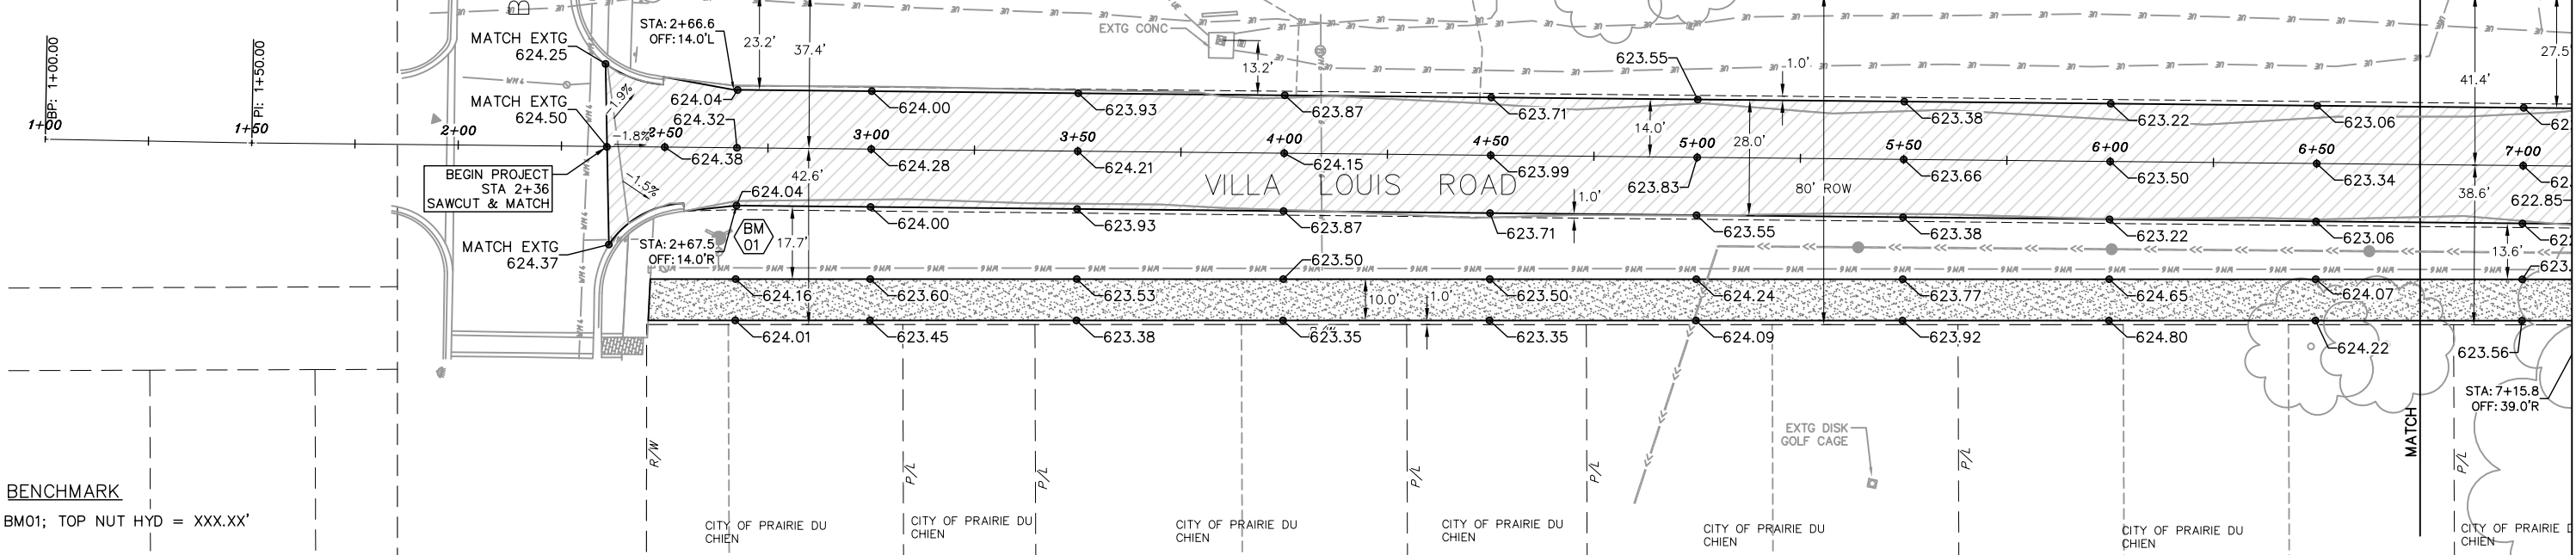 BP: 1+00.00
PI: 1+50.00
B
MATCH EXTG
624.25
MATCH EXTG
624.50
BEGIN PROJECT
STA 2+36
SAWCUT & MATCH
MATCH EXTG
624.37
STA: 2+66.6
OFF: 14.0'L
23.2'
37.4'
EXTG CONC
13.2'
623.55
1.0'
41.4'
27.5'
624.04
624.00
623.93
623.87
623.71
623.38
623.22
623.06
1+00
1+50
2+00
2+50
3+00
3+50
4+00
4+50
5+00
5+50
6+00
6+50
7+00
-1.9%
-1.8%
-1.5%
624.32
624.38
624.28
624.21
624.15
623.99
623.83
623.66
623.50
623.34
14.0'
28.0'
42.6'
VILLA LOUIS ROAD
80' ROW
38.6'
622.85
624.04
624.00
623.93
623.87
623.71
623.55
623.38
623.22
623.06
1.0'
STA: 2+67.5
OFF: 14.0'R
BM
01
17.7'
13.6'
624.16
623.60
623.53
623.50
623.50
624.24
623.77
624.65
624.07
10.0'
1.0'
624.01
623.45
623.38
623.35
623.35
624.09
623.92
624.80
624.22
623.56
STA: 7+15.8
OFF: 39.0'R
EXTG DISK
GOLF CAGE
MATCH
R/W
P/L
P/L
P/L
P/L
P/L
P/L
BENCHMARK
BM01; TOP NUT HYD = XXX.XX'
CITY OF PRAIRIE DU
CHIEN
CITY OF PRAIRIE DU
CHIEN
CITY OF PRAIRIE DU
CHIEN
CITY OF PRAIRIE DU
CHIEN
CITY OF PRAIRIE DU
CHIEN
CITY OF PRAIRIE DU
CHIEN
CITY OF PRAIRIE D
CHIEN